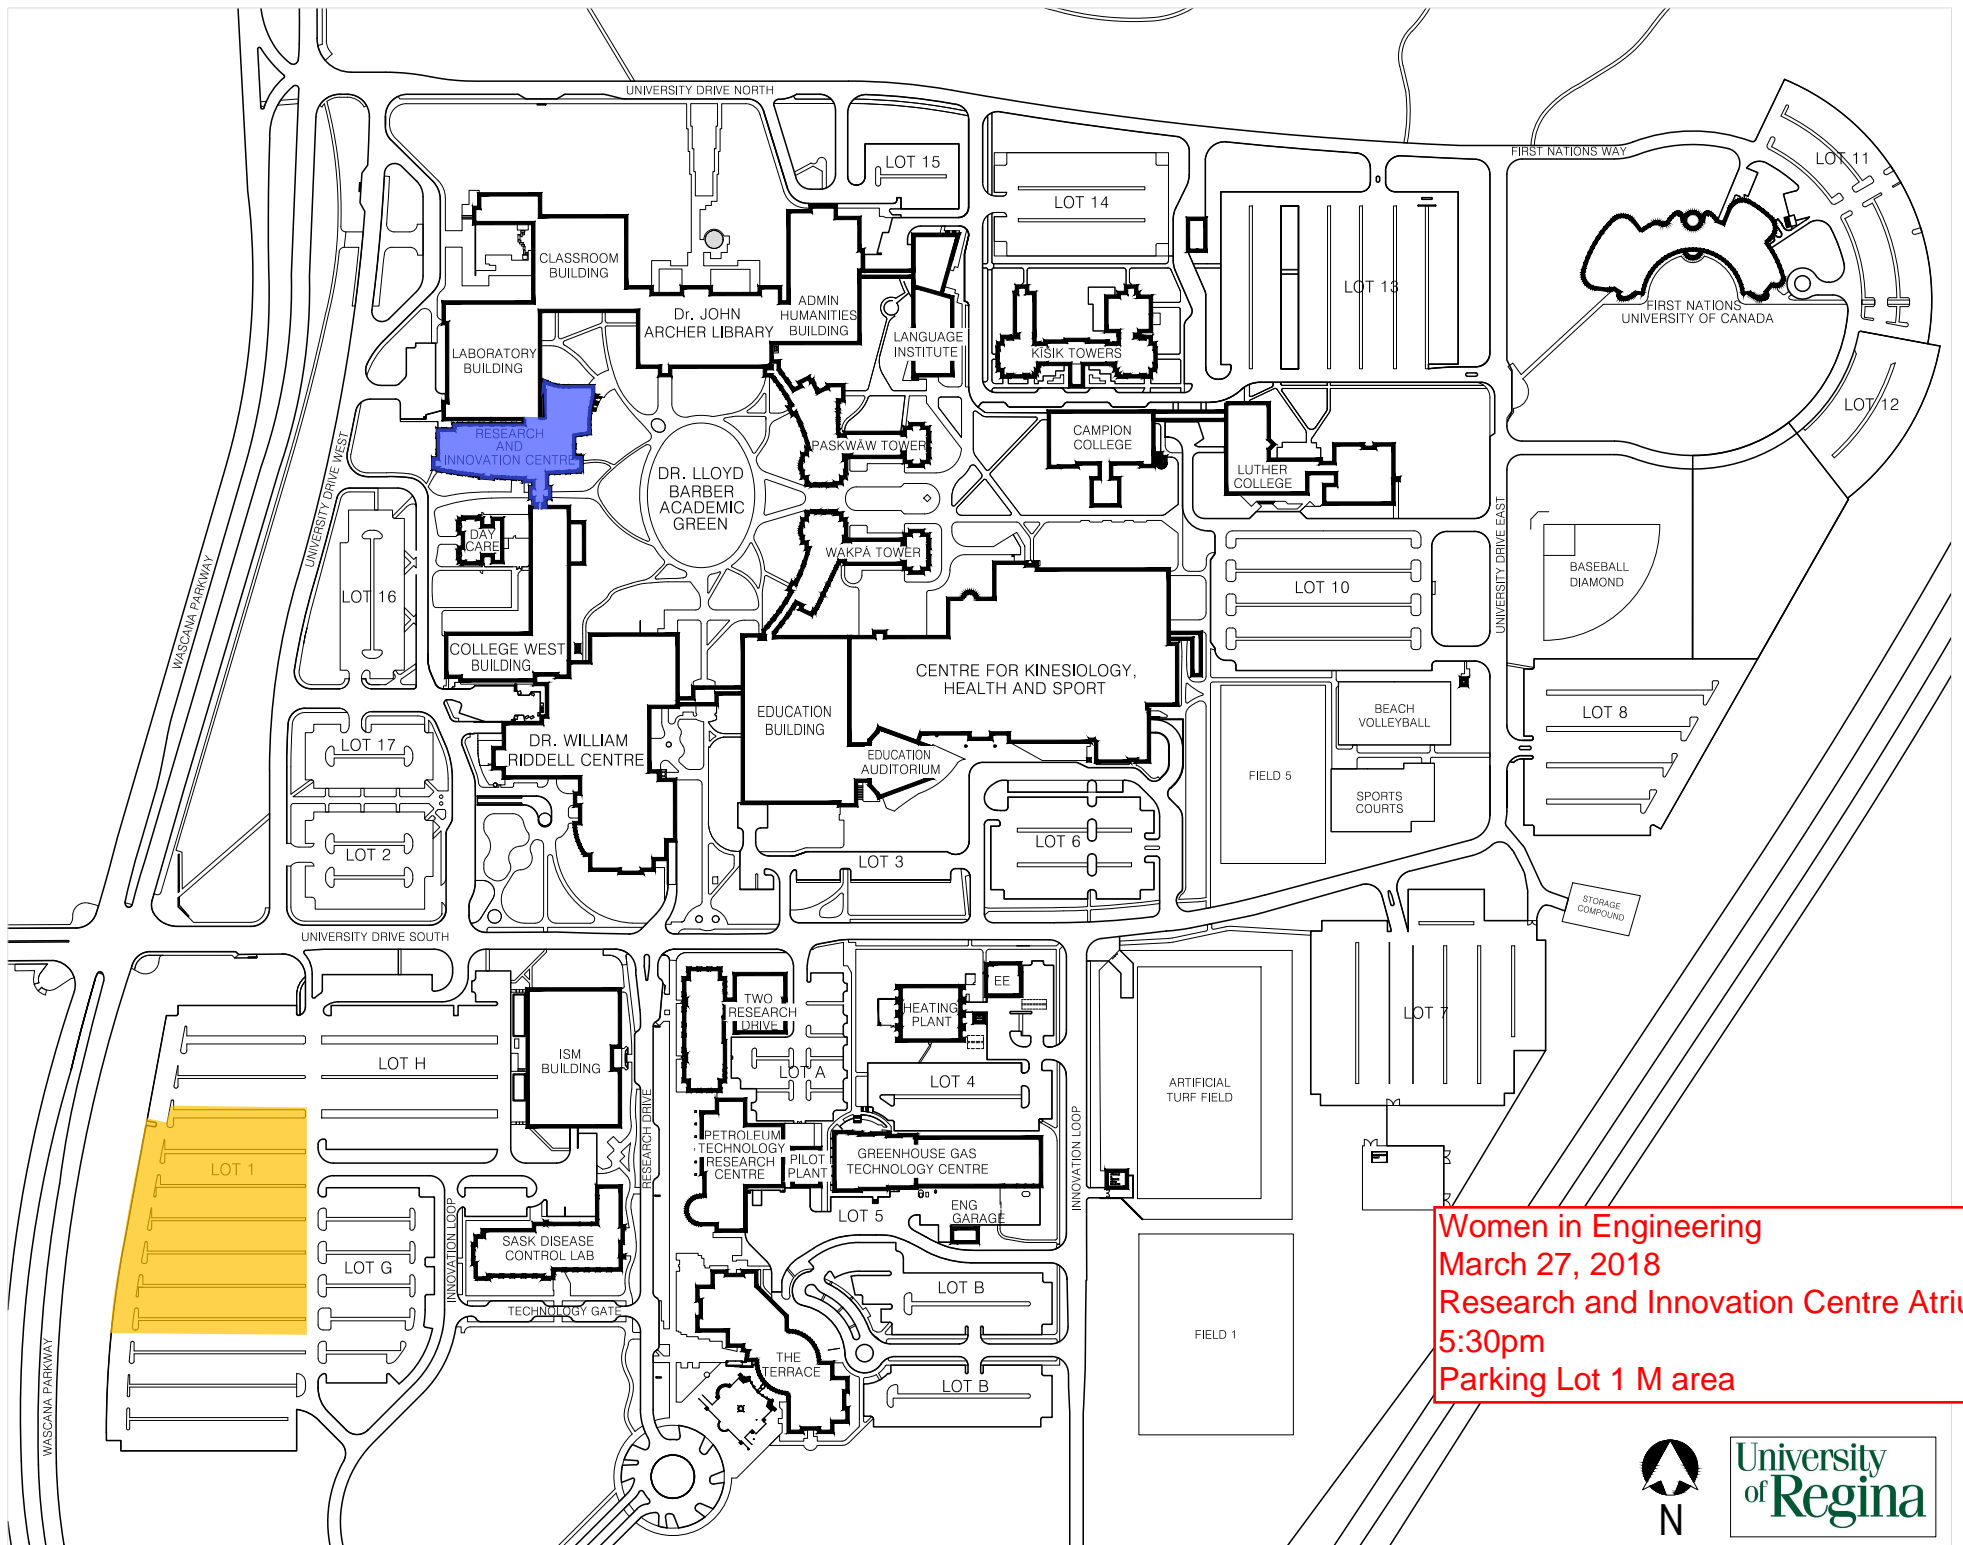 UNIVERSITY DRIVE NORTH
FIRST NATIONS WAY
LOT 11
LOT 15
LOT 14
CLASSROOM
BUILDING
ADMIN
HUMANITIES
BUILDING
Dr. JOHN
ARCHER LIBRARY
LOT 13
FIRST NATIONS
UNIVERSITY OF CANADA
LANGUAGE
INSTITUTE
KĪSIK TOWERS
LABORATORY
BUILDING
LOT 12
RESEARCH
AND
INNOVATION CENTRE
PASKWĀW TOWER
CAMPION
COLLEGE
LUTHER
COLLEGE
UNIVERSITY DRIVE WEST
DR. LLOYD
BARBER
ACADEMIC
GREEN
UNIVERSITY DRIVE EAST
DAY
CARE
WAKPĀ TOWER
BASEBALL
DIAMOND
LOT 16
LOT 10
WASCANA PARKWAY
COLLEGE WEST
BUILDING
CENTRE FOR KINESIOLOGY,
HEALTH AND SPORT
EDUCATION
BUILDING
BEACH
VOLLEYBALL
LOT 8
LOT 17
DR. WILLIAM
RIDDELL CENTRE
EDUCATION
AUDITORIUM
FIELD 5
SPORTS
COURTS
LOT 2
LOT 3
LOT 6
STORAGE
COMPOUND
UNIVERSITY DRIVE SOUTH
TWO
RESEARCH
DRIVE
HEATING
PLANT
EE
LOT 7
LOT H
ISM
BUILDING
LOT A
LOT 4
ARTIFICIAL
TURF FIELD
RESEARCH DRIVE
INNOVATION LOOP
PETROLEUM
TECHNOLOGY
RESEARCH
CENTRE
PILOT
PLANT
GREENHOUSE GAS
TECHNOLOGY CENTRE
LOT 1
LOT 5
ENG
GARAGE
INNOVATION LOOP
SASK DISEASE
CONTROL LAB
LOT G
TECHNOLOGY GATE
LOT B
FIELD 1
THE
TERRACE
LOT B
WASCANA PARKWAY
Women in Engineering
March 27, 2018
Research and Innovation Centre Atriu
5:30pm
Parking Lot 1 M area
N
University
of Regina